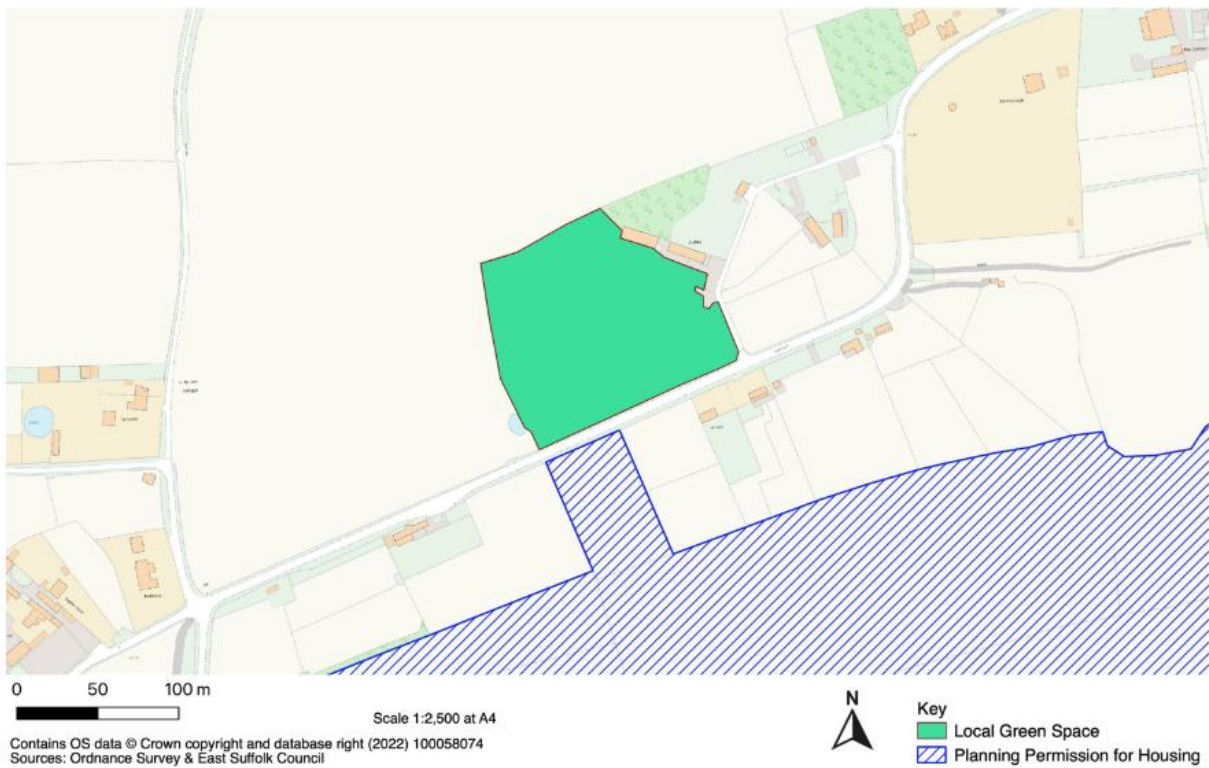 0 50 100 m
Scale 1:2,500 at A4
Contains OS data © Crown copyright and database right (2022) 100058074
Sources: Ordnance Survey & East Suffolk Council
N
Key
Local Green Space
Planning Permission for Housing